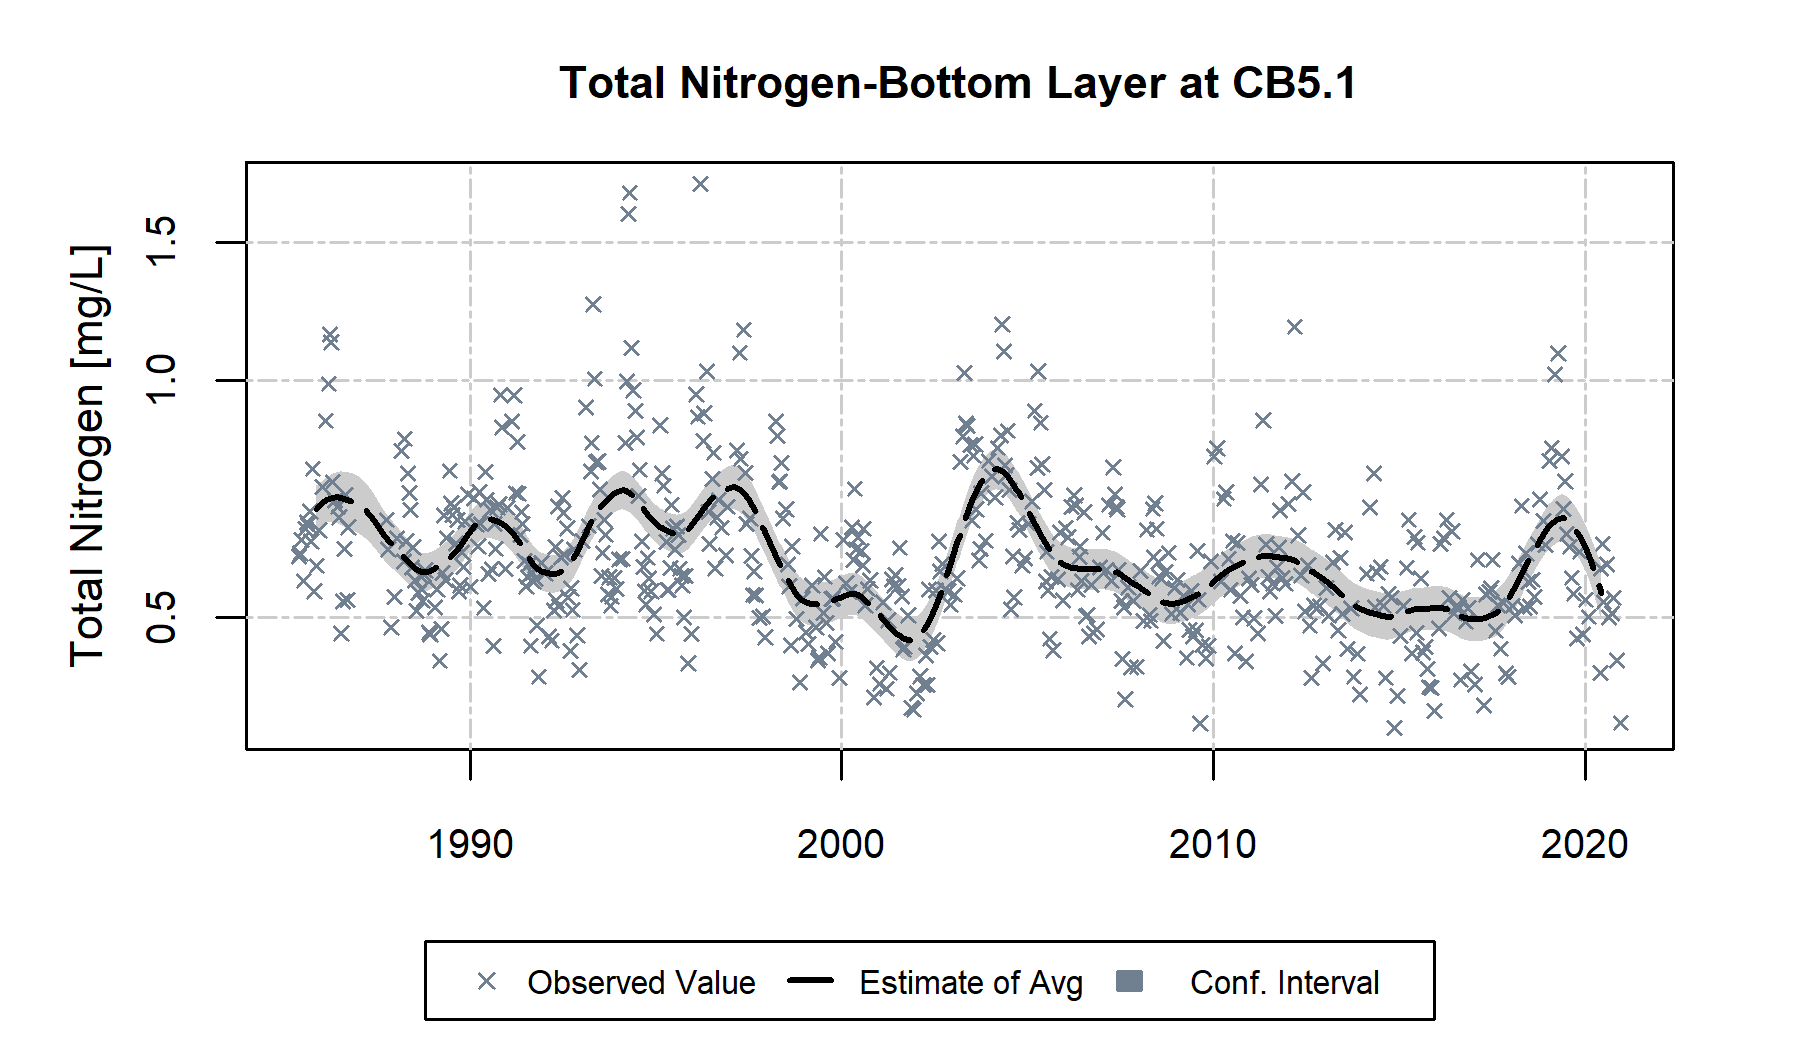 Total Nitrogen-Bottom Layer at CB5.1
Total Nitrogen [mg/L]
1.5
1.0
0.5
1990 2000 2010 2020
Observed Value Estimate of Avg Conf. Interval